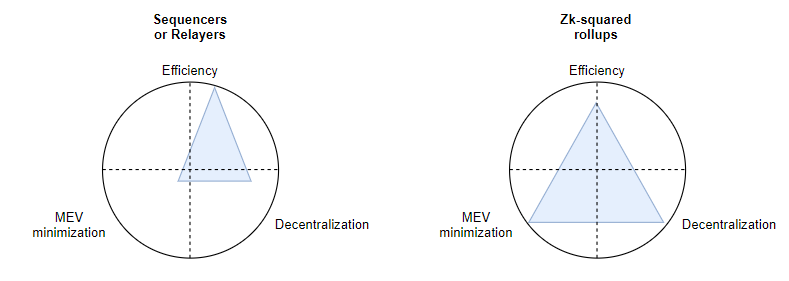 Sequencers
or Relayers
Efficiency
MEV
minimization
Decentralization
Zk-squared
rollups
Efficiency
MEV
minimization
Decentralization